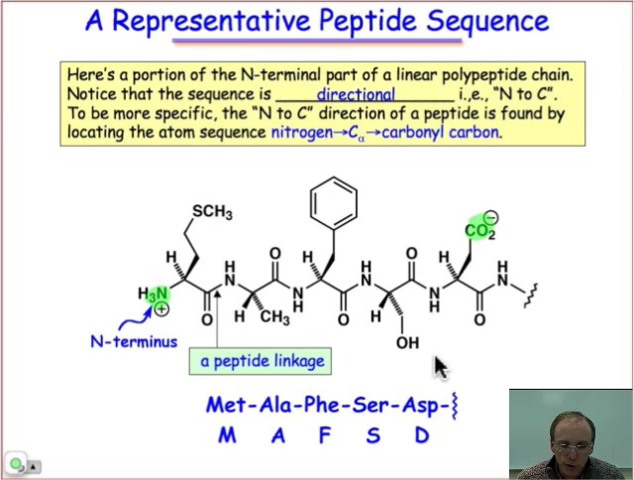 A Representative Peptide Sequence
Here's a portion of the N-terminal part of a linear polypeptide chain.
Notice that the sequence is directional i.,e., "N to C".
To be more specific, the "N to C" direction of a peptide is found by
locating the atom sequence nitrogen→Cα→carbonyl carbon.
SCH3
CO2 ⊖
H O H H O H H
H3N N N N
⊕
O H CH3 N H O H N H O
OH
N-terminus
a peptide linkage
Met-Ala-Phe-Ser-Asp-
M A F S D